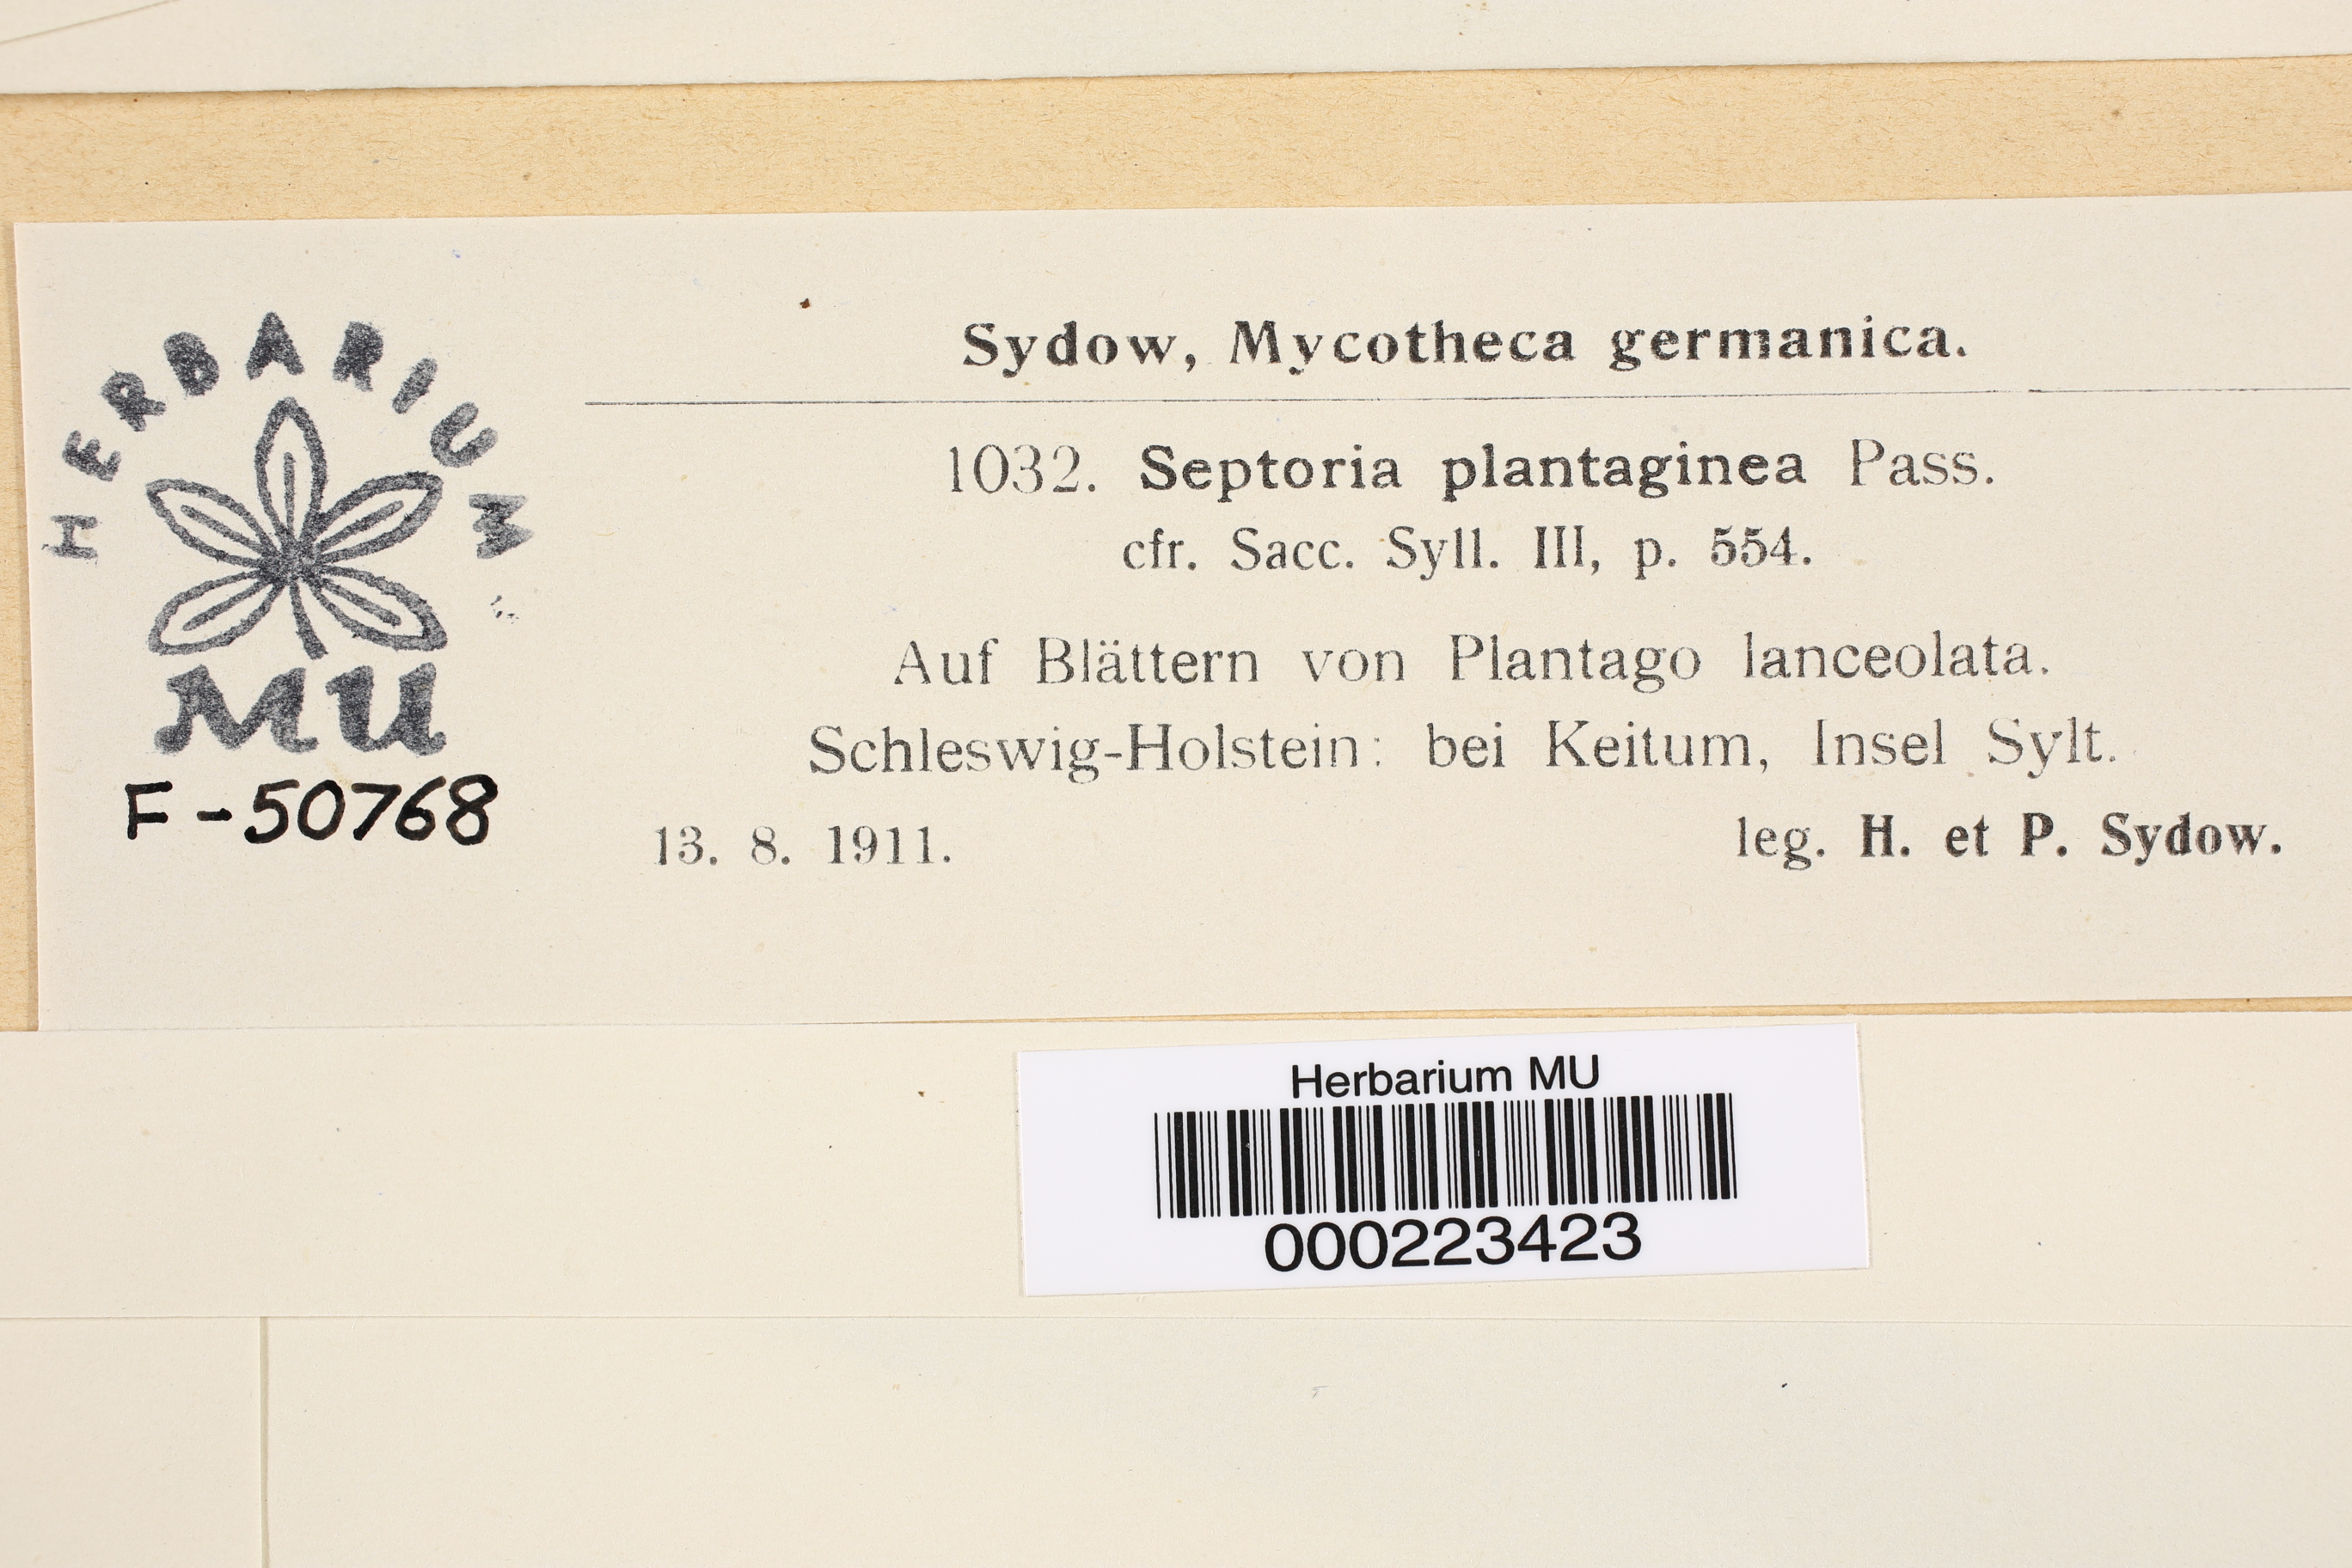 HERBARIUM
MU
F-50768
Sydow, Mycotheca germanica.
1032. Septoria plantaginea Pass.
cfr. Sacc. Syll. III, p. 554.
Auf Blättern von Plantago lanceolata.
Schleswig-Holstein: bei Keitum, Insel Sylt.
13. 8. 1911. leg. H. et P. Sydow.
Herbarium MU
000223423